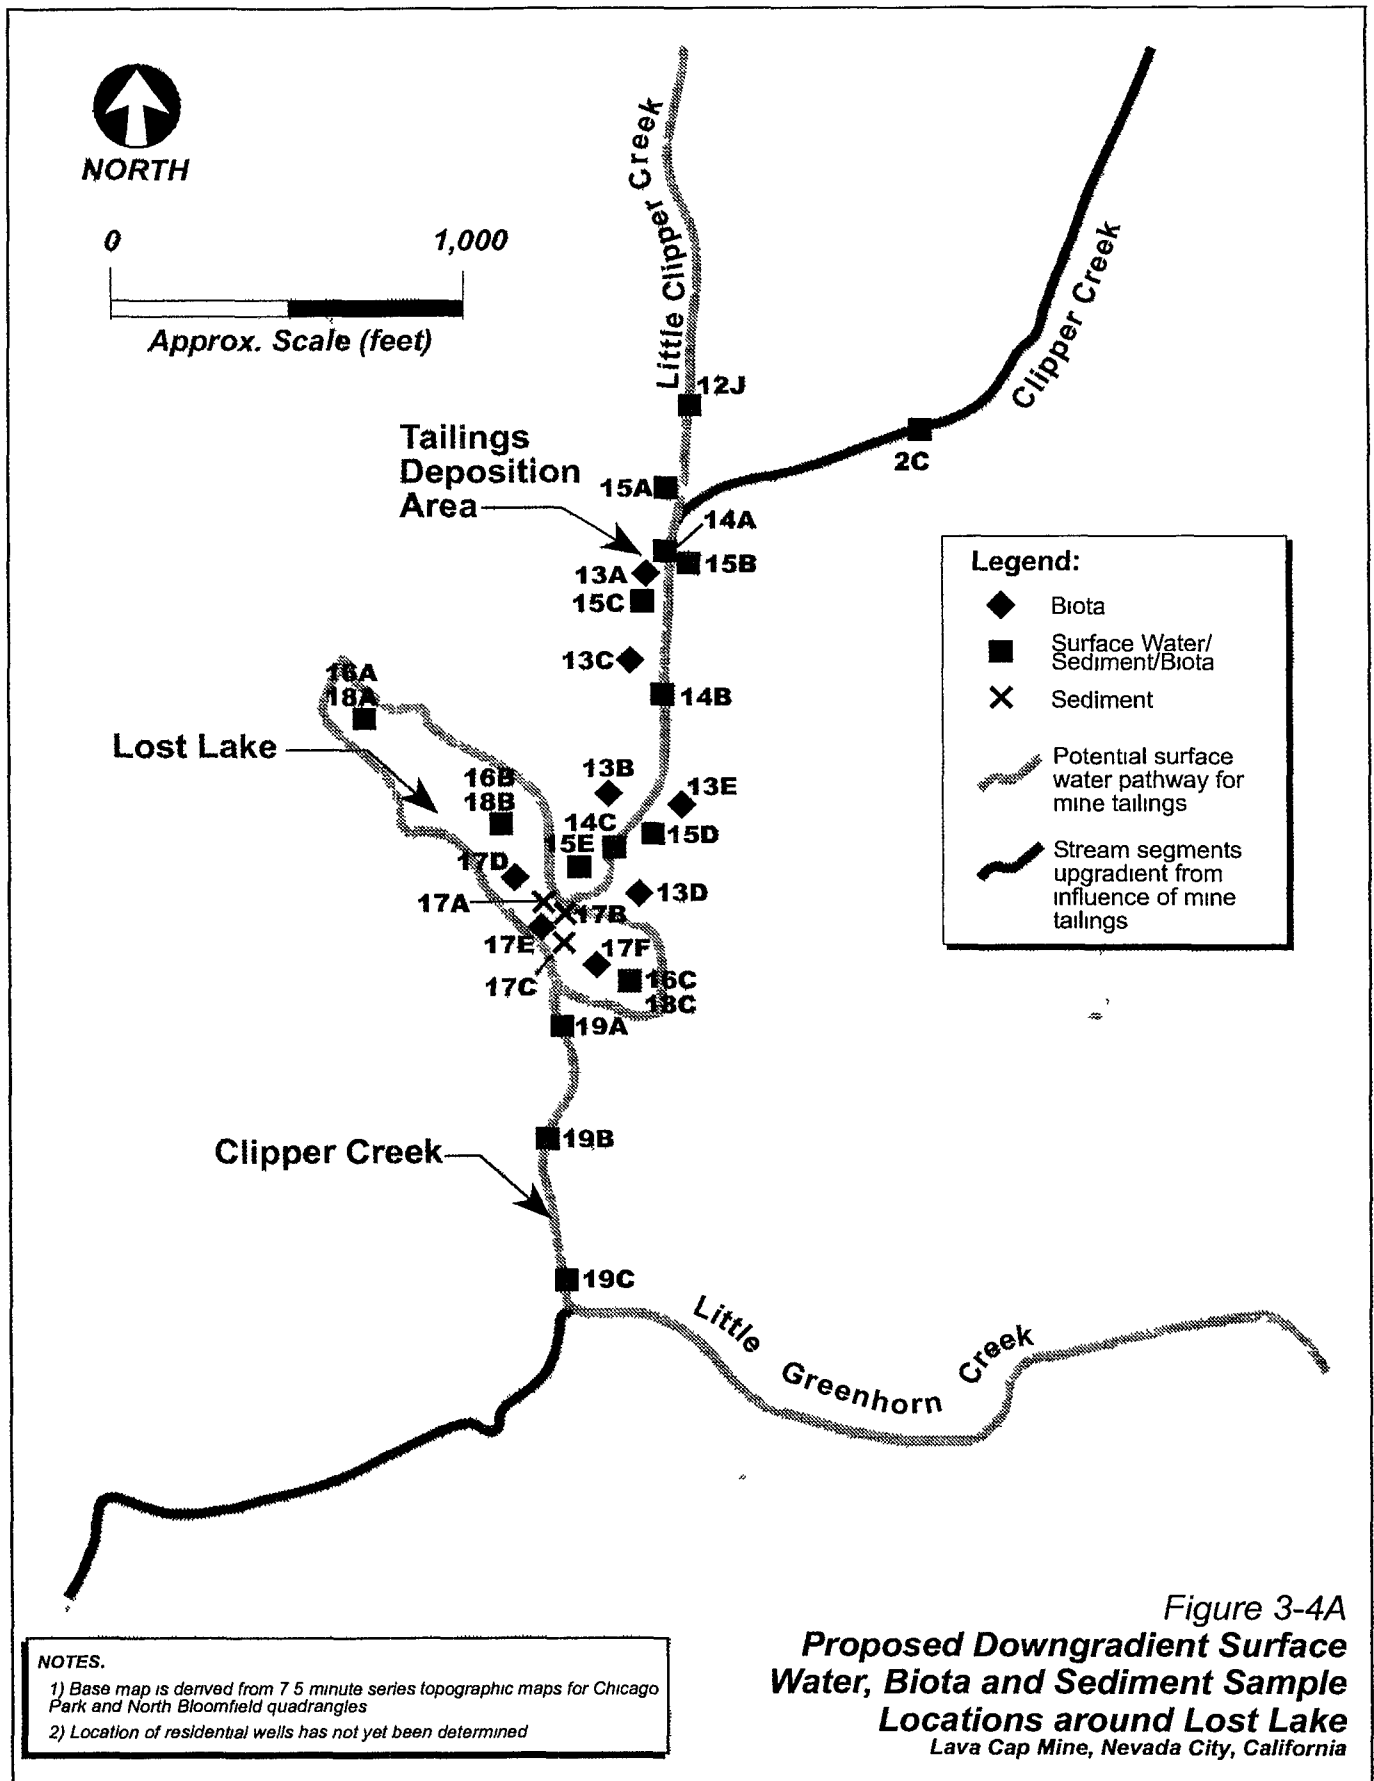 NORTH
0 1,000
Approx. Scale (feet)
Little Clipper Creek
Clipper Creek
12J
2C
Tailings
Deposition
Area
15A
14A
15B
13A
15C
13C
14B
Legend:
Biota
Surface Water/
Sediment/Biota
Sediment
Potential surface
water pathway for
mine tailings
Stream segments
upgradient from
influence of mine
tailings
16A
18A
Lost Lake
16B
18B
13B
13E
14C
15D
15E
17D
13D
17A
17B
17E
17F
17C
16C
18C
19A
19B
Clipper Creek
19C
Little Greenhorn Creek
Figure 3-4A
Proposed Downgradient Surface
Water, Biota and Sediment Sample
Locations around Lost Lake
Lava Cap Mine, Nevada City, California
NOTES.
1) Base map is derived from 7 5 minute series topographic maps for Chicago
Park and North Bloomfield quadrangles
2) Location of residential wells has not yet been determined